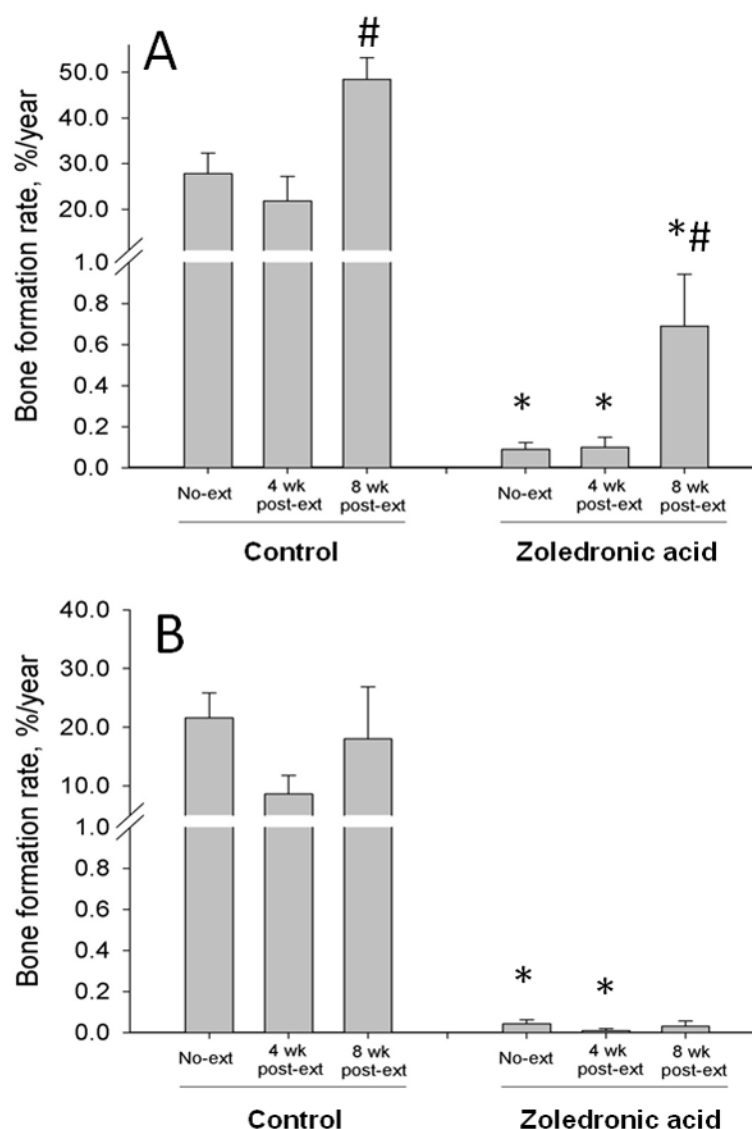 A
#
Bone formation rate, %/year
50.0
40.0
30.0
20.0
1.0
0.8
0.6
0.4
0.2
0.0
*
*
*#
No-ext
4 wk
post-ext
8 wk
post-ext
No-ext
4 wk
post-ext
8 wk
post-ext
Control
Zoledronic acid
B
Bone formation rate, %/year
40.0
30.0
20.0
10.0
1.0
0.8
0.6
0.4
0.2
0.0
*
*
No-ext
4 wk
post-ext
8 wk
post-ext
No-ext
4 wk
post-ext
8 wk
post-ext
Control
Zoledronic acid